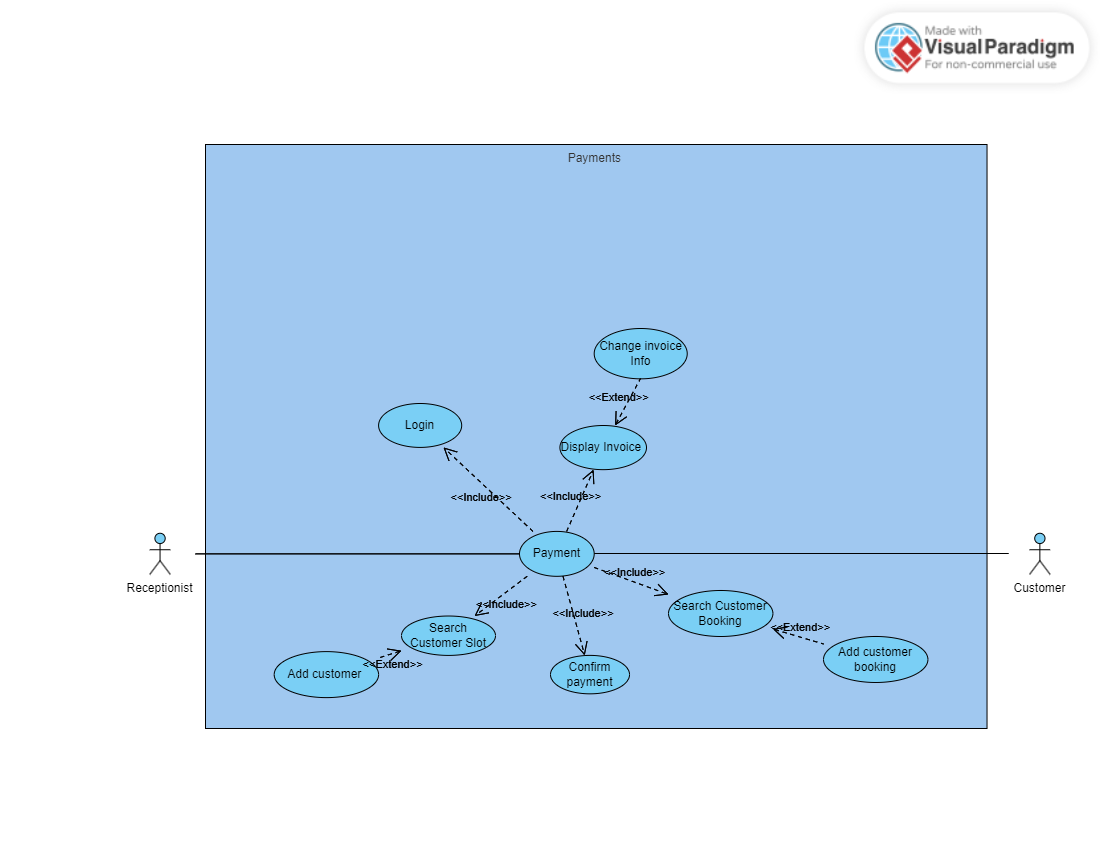 Made with
Visual Paradigm
For non-commercial use
Payments
Change invoice
Info
<<Extend>>
Login
Display Invoice
<<Include>>
<<Include>>
Payment
Receptionist
Customer
<<Include>>
<<Include>>
<<Include>>
Search Customer
Booking
Search
Customer Slot
<<Extend>>
Add customer
booking
<<Extend>>
Add customer
Confirm
payment